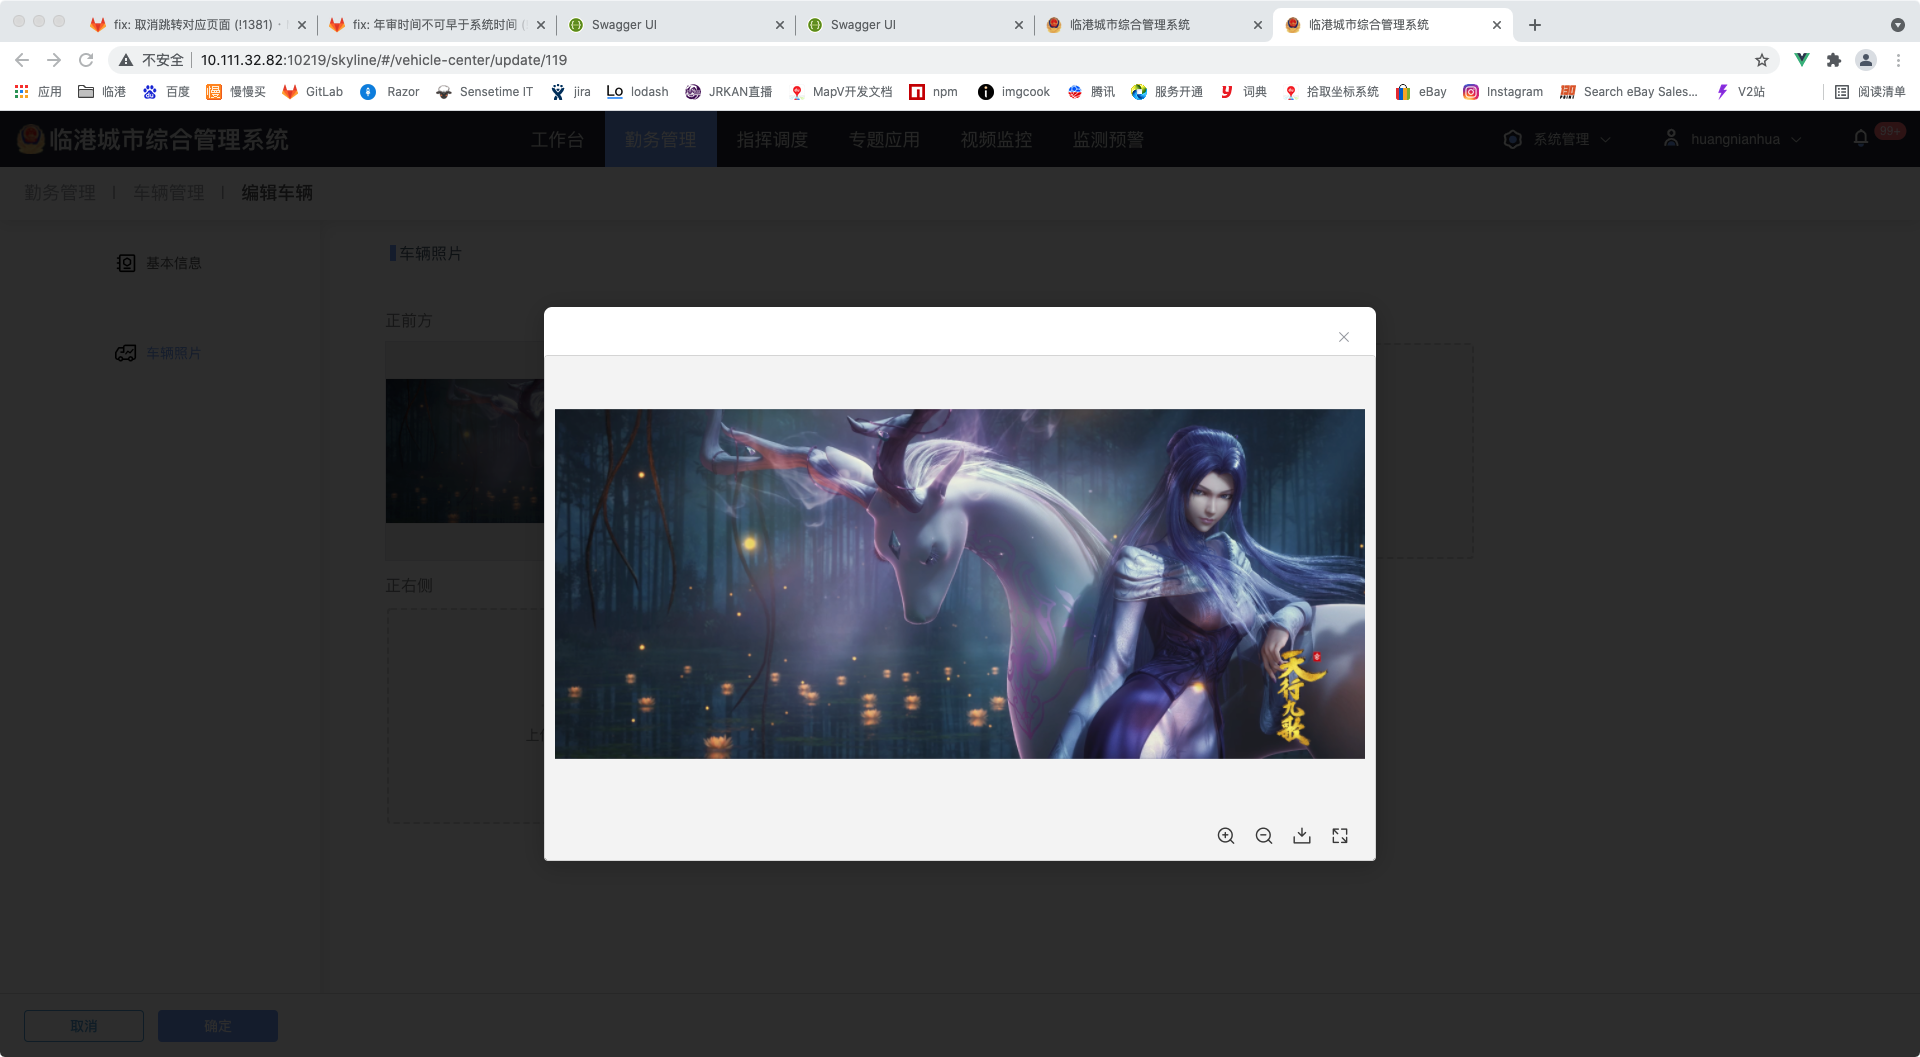 fix: 取消跳转对应页面 (!1381) ·
fix: 年审时间不可早于系统时间 (
Swagger UI
Swagger UI
临港城市综合管理系统
临港城市综合管理系统
不安全
10.111.32.82:10219/skyline/#/vehicle-center/update/119
应用
临港
百度
慢慢买
GitLab
Razor
Sensetime IT
jira
Lo
lodash
JRKAN直播
MapV开发文档
npm
imgcook
腾讯
服务开通
词典
拾取坐标系统
eBay
Instagram
Search eBay Sales...
V2站
阅读清单
临港城市综合管理系统
工作台
勤务管理
指挥调度
专题应用
视频监控
监测预警
系统管理
huangnianhua
99+
勤务管理
车辆管理
编辑车辆
基本信息
车辆照片
车辆照片
正前方
正右侧
天行九歌
取消
确定